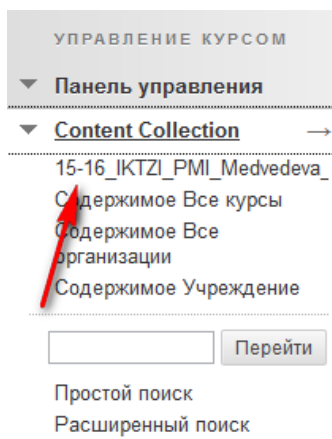 УПРАВЛЕНИЕ КУРСОМ
Панель управления
Content Collection →
15-16_IKTZI_PMI_Medvedeva_
Содержимое Все курсы
Содержимое Все
организации
Содержимое Учреждение
Перейти
Простой поиск
Расширенный поиск